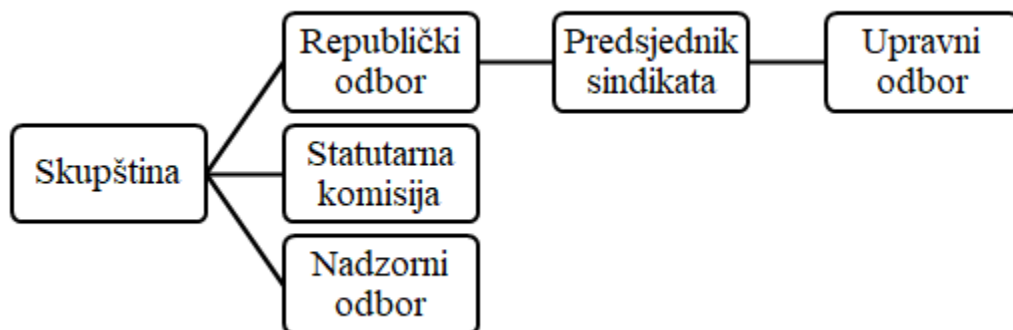 Republički
odbor
Predsjednik
sindikata
Upravni
odbor
Skupština
Statutarna
komisija
Nadzorni
odbor